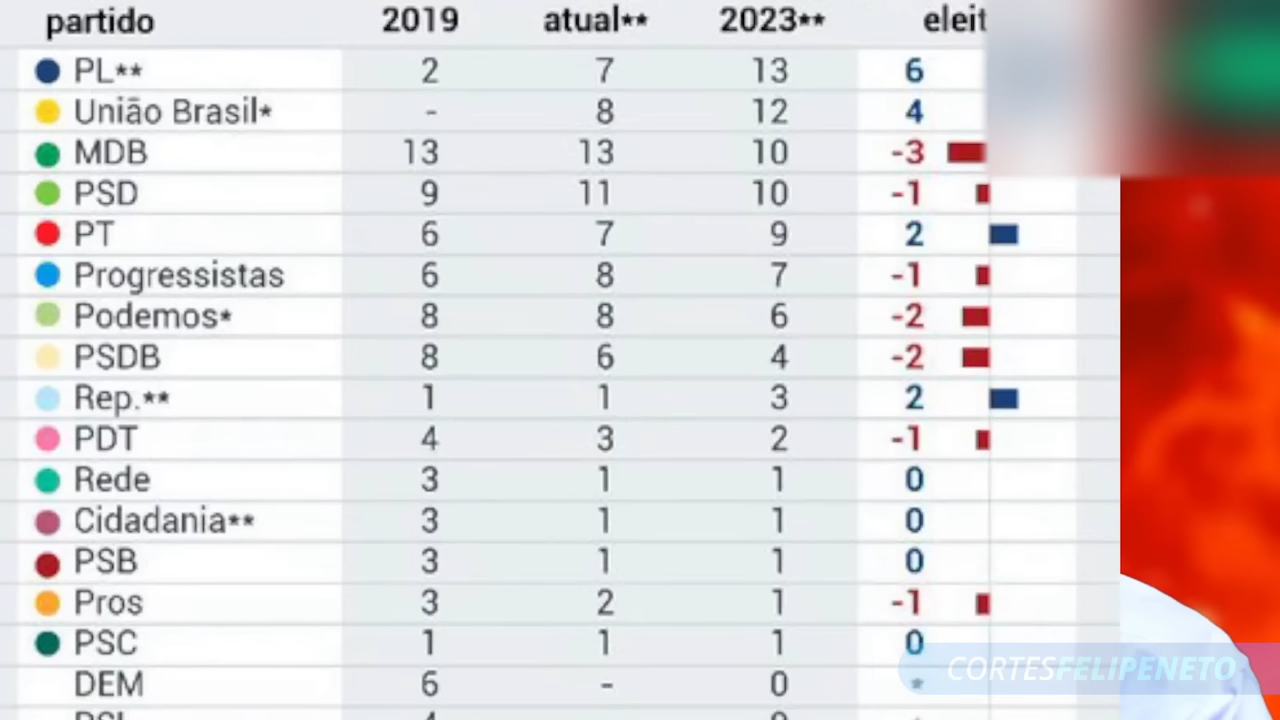 partido 2019 atual** 2023** eleit
PL** 2 7 13 6
União Brasil* - 8 12 4
MDB 13 13 10 -3
PSD 9 11 10 -1
PT 6 7 9 2
Progressistas 6 8 7 -1
Podemos* 8 8 6 -2
PSDB 8 6 4 -2
Rep.** 1 1 3 2
PDT 4 3 2 -1
Rede 3 1 1 0
Cidadania** 3 1 1 0
PSB 3 1 1 0
Pros 3 2 1 -1
PSC 1 1 1 0
DEM 6 - 0 *
CORTESFELIPENETO